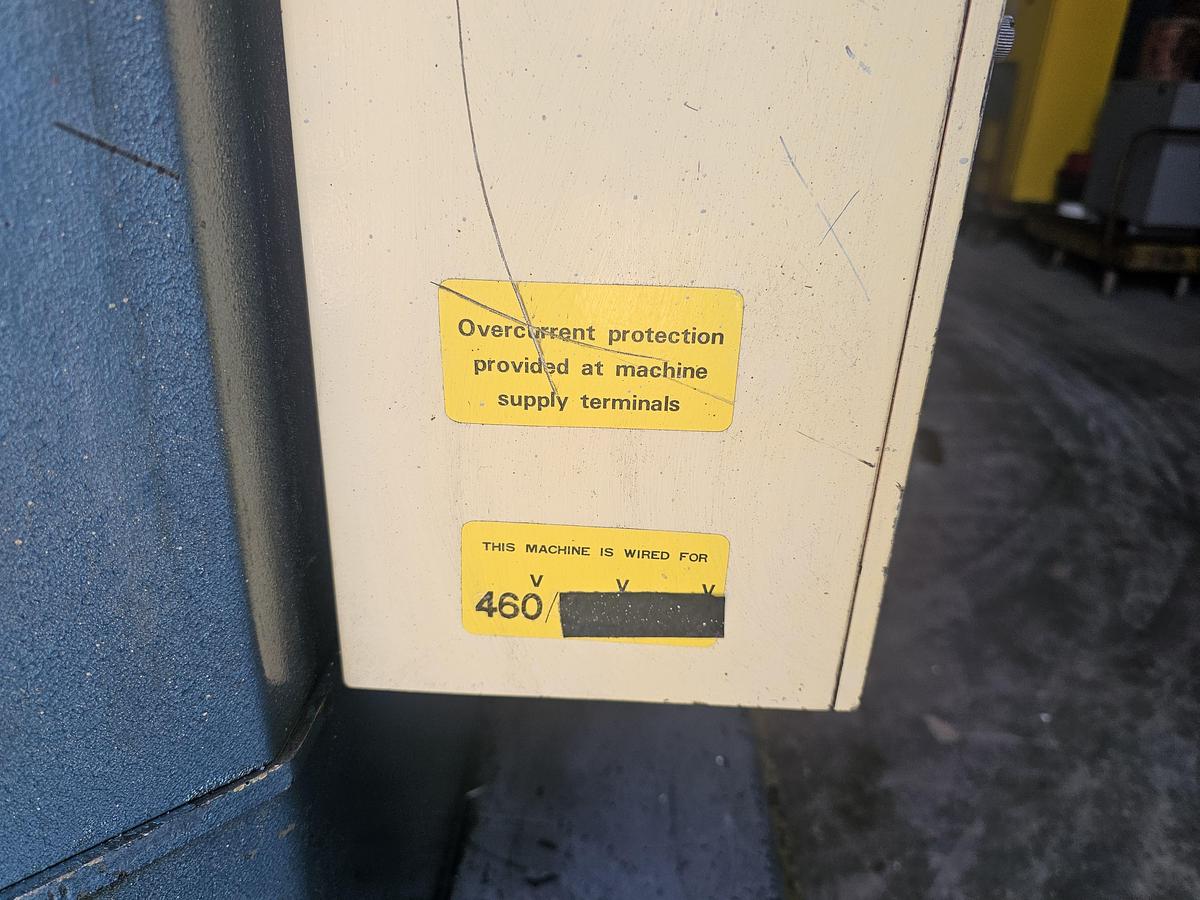 Overcurrent protection
provided at machine
supply terminals
THIS MACHINE IS WIRED FOR
V V V
460/